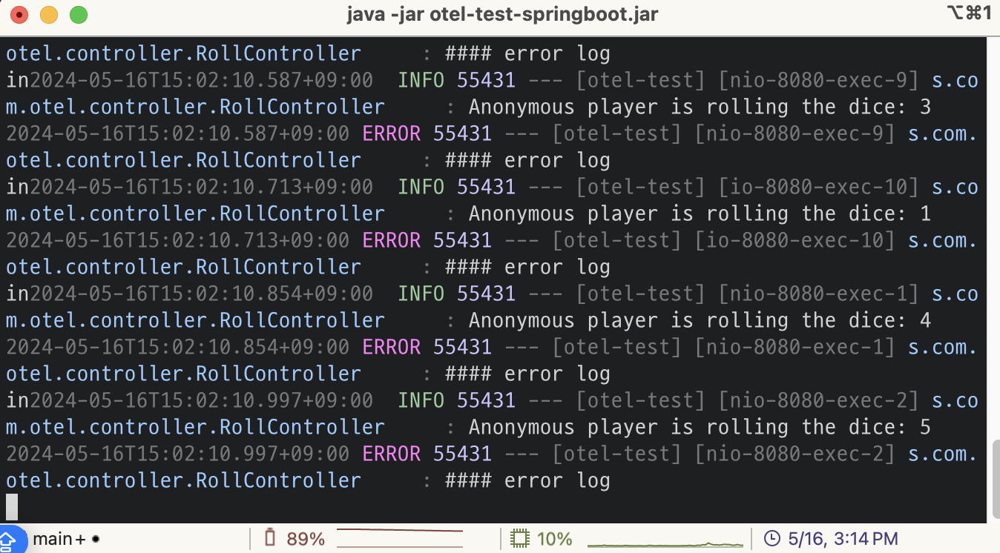 java -jar otel-test-springboot.jar
⌥⌘1
otel.controller.RollController     : #### error log
in2024-05-16T15:02:10.587+09:00  INFO 55431 --- [otel-test] [nio-8080-exec-9] s.co
m.otel.controller.RollController     : Anonymous player is rolling the dice: 3
2024-05-16T15:02:10.587+09:00 ERROR 55431 --- [otel-test] [nio-8080-exec-9] s.com.
otel.controller.RollController     : #### error log
in2024-05-16T15:02:10.713+09:00  INFO 55431 --- [otel-test] [io-8080-exec-10] s.co
m.otel.controller.RollController     : Anonymous player is rolling the dice: 1
2024-05-16T15:02:10.713+09:00 ERROR 55431 --- [otel-test] [io-8080-exec-10] s.com.
otel.controller.RollController     : #### error log
in2024-05-16T15:02:10.854+09:00  INFO 55431 --- [otel-test] [nio-8080-exec-1] s.co
m.otel.controller.RollController     : Anonymous player is rolling the dice: 4
2024-05-16T15:02:10.854+09:00 ERROR 55431 --- [otel-test] [nio-8080-exec-1] s.com.
otel.controller.RollController     : #### error log
in2024-05-16T15:02:10.997+09:00  INFO 55431 --- [otel-test] [nio-8080-exec-2] s.co
m.otel.controller.RollController     : Anonymous player is rolling the dice: 5
2024-05-16T15:02:10.997+09:00 ERROR 55431 --- [otel-test] [nio-8080-exec-2] s.com.
otel.controller.RollController     : #### error log
main+ ● 89% 10% 5/16, 3:14 PM